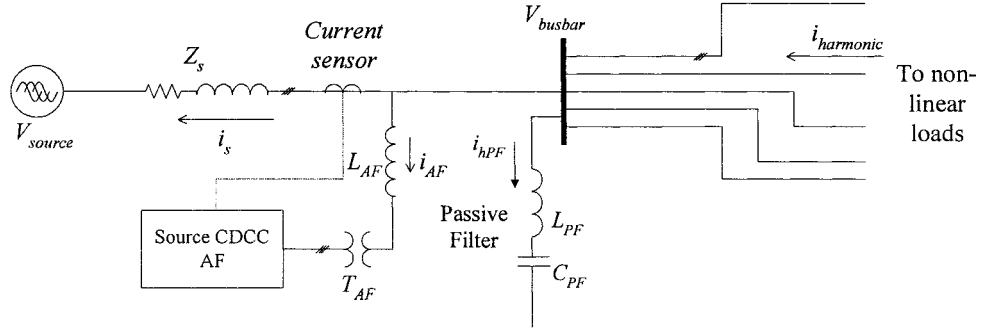 V_busbar
Current
sensor
Z_s
i_harmonic
To non-
linear
loads
V_source
i_s
L_AF
i_AF
i_hPF
Source CDCC
AF
T_AF
Passive
Filter
L_PF
C_PF